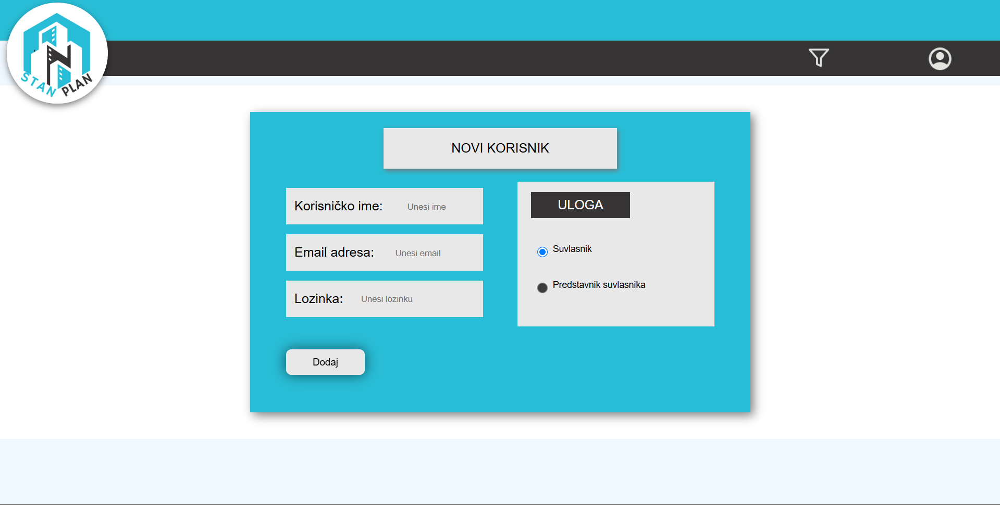 STAN PLAN
NOVI KORISNIK
Korisničko ime: Unesi ime
Email adresa: Unesi email
Lozinka: Unesi lozinku
Dodaj
ULOGA
Suvlasnik
Predstavnik suvlasnika